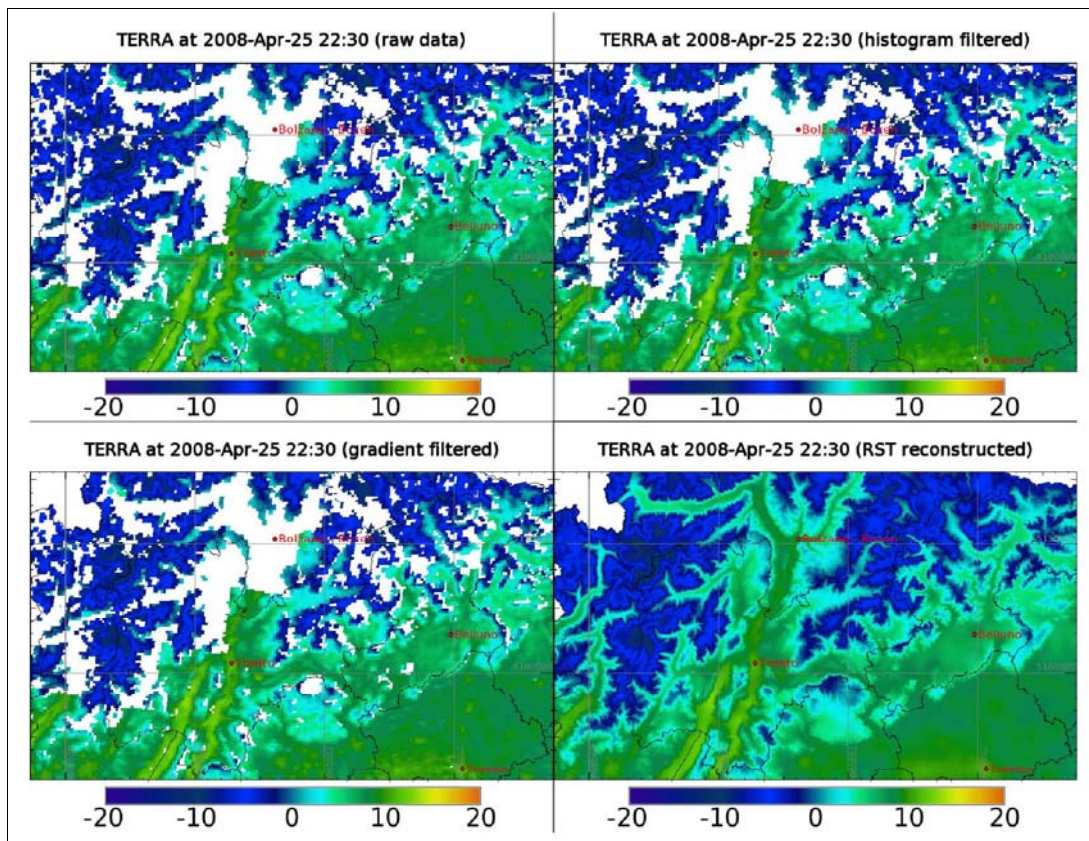 TERRA at 2008-Apr-25 22:30 (raw data)
Bolzano - Bozen
Belluno
Trento
Treviso
-20 -10 0 10 20
TERRA at 2008-Apr-25 22:30 (histogram filtered)
Bolzano - Bozen
Belluno
Trento
Treviso
-20 -10 0 10 20
TERRA at 2008-Apr-25 22:30 (gradient filtered)
Bolzano - Bozen
Belluno
Trento
Treviso
-20 -10 0 10 20
TERRA at 2008-Apr-25 22:30 (RST reconstructed)
Bolzano - Bozen
Belluno
Trento
Treviso
-20 -10 0 10 20